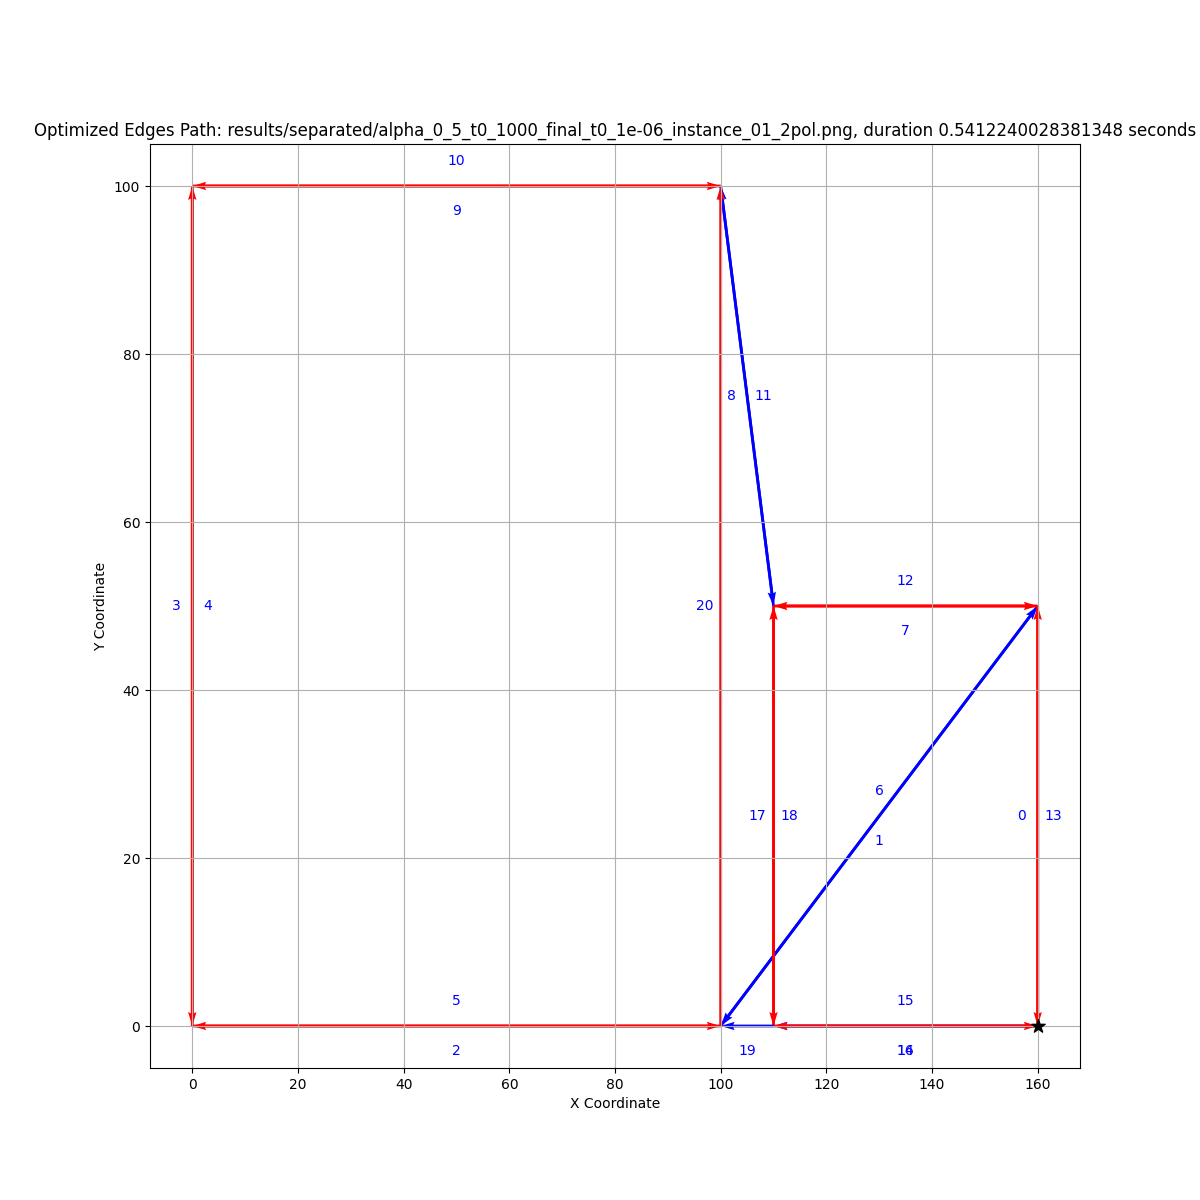 Optimized Edges Path: results/separated/alpha_0_5_t0_1000_final_t0_1e-06_instance_01_2pol.png, duration 0.5412240028381348 seconds
10
100
9
80
8 11
60
12
3 4 20
7
Y Coordinate
40
6
17 18 0 13
1
20
5 15
0
2 19
0 20 40 60 80 100 120 140 160
X Coordinate